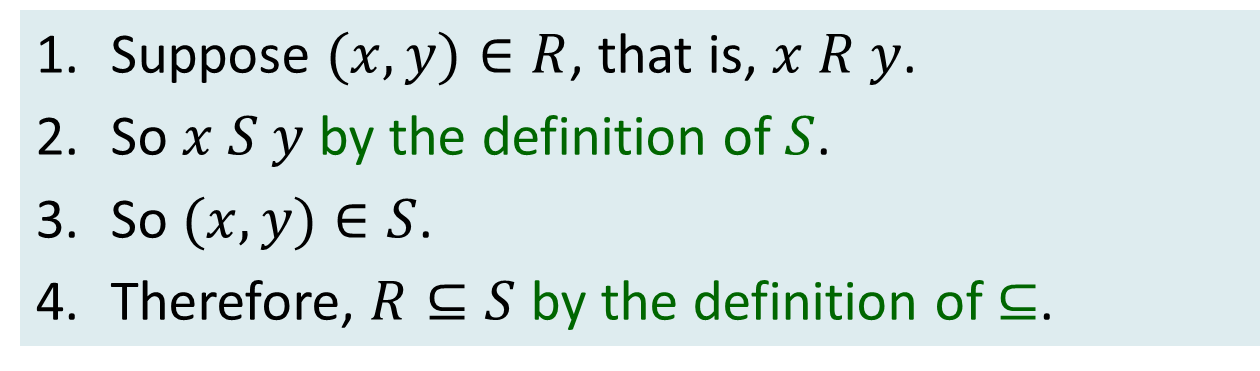 1. Suppose (x, y) ∈ R, that is, x R y.
2. So x S y by the definition of S.
3. So (x, y) ∈ S.
4. Therefore, R ⊆ S by the definition of ⊆.